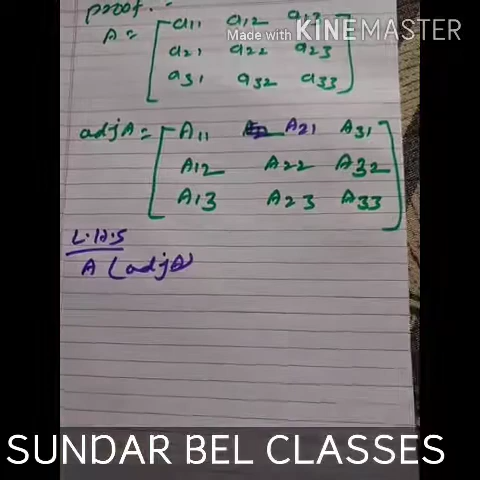 proof:-
a11 a12 a13
Made with KINEMASTER
A =
a21 a22 a23
a31 a32 a33
adjA = A11 A21 A31
A12 A22 A32
A13 A23 A33
L.H.S
A (adjA)
SUNDAR BEL CLASSES